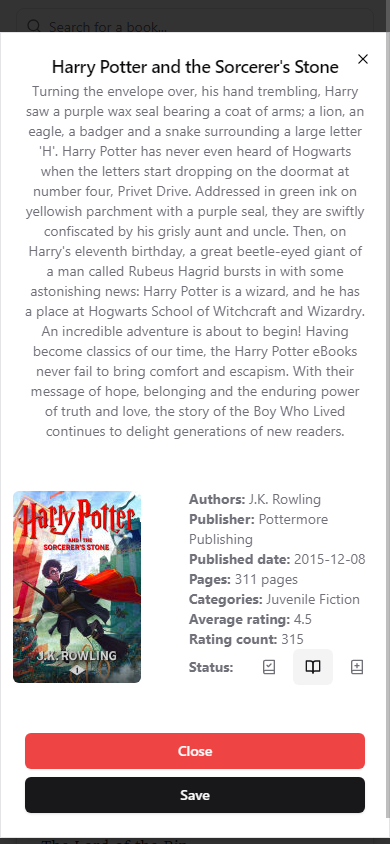 Search for a book...
Harry Potter and the Sorcerer's Stone
Turning the envelope over, his hand trembling, Harry
saw a purple wax seal bearing a coat of arms; a lion, an
eagle, a badger and a snake surrounding a large letter
'H'. Harry Potter has never even heard of Hogwarts
when the letters start dropping on the doormat at
number four, Privet Drive. Addressed in green ink on
yellowish parchment with a purple seal, they are swiftly
confiscated by his grisly aunt and uncle. Then, on
Harry's eleventh birthday, a great beetle-eyed giant of
a man called Rubeus Hagrid bursts in with some
astonishing news: Harry Potter is a wizard, and he has
a place at Hogwarts School of Witchcraft and Wizardry.
An incredible adventure is about to begin! Having
become classics of our time, the Harry Potter eBooks
never fail to bring comfort and escapism. With their
message of hope, belonging and the enduring power
of truth and love, the story of the Boy Who Lived
continues to delight generations of new readers.
Harry Potter
AND THE
SORCERER'S STONE
J.K. ROWLING
1
Authors: J.K. Rowling
Publisher: Pottermore
Publishing
Published date: 2015-12-08
Pages: 311 pages
Categories: Juvenile Fiction
Average rating: 4.5
Rating count: 315
Status:
Close
Save
The Lord of the